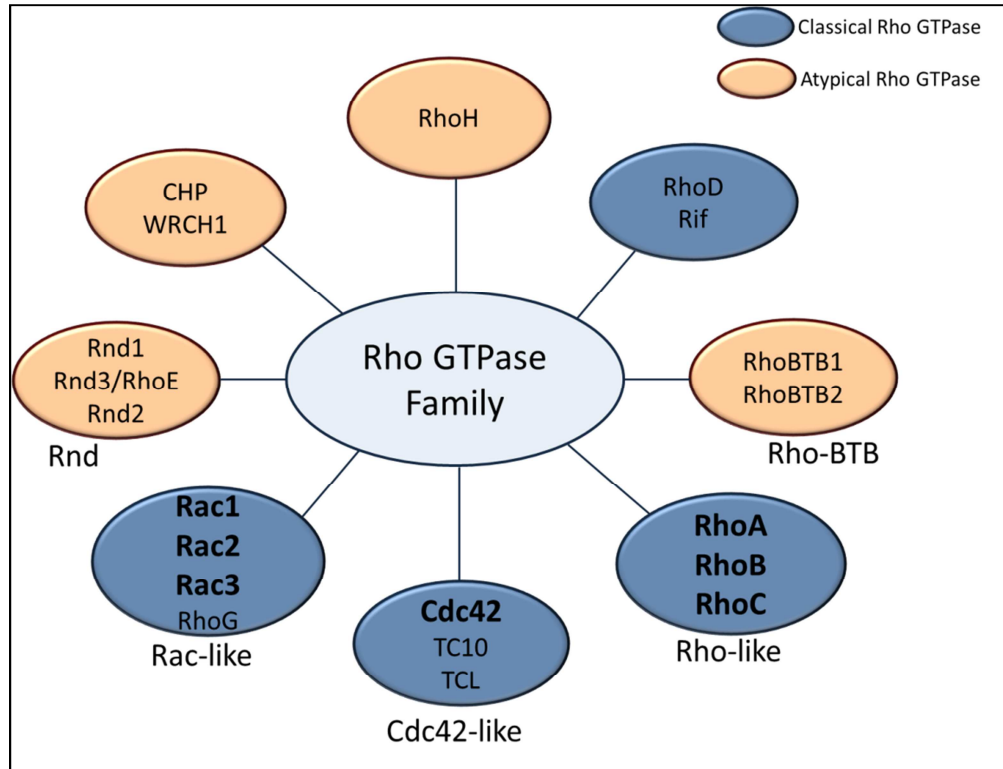 Classical Rho GTPase
Atypical Rho GTPase
RhoH
CHP
WRCH1
RhoD
Rif
Rnd1
Rnd3/RhoE
Rnd2
Rnd
Rho GTPase
Family
RhoBTB1
RhoBTB2
Rho-BTB
Rac1
Rac2
Rac3
RhoG
Rac-like
Cdc42
TC10
TCL
Cdc42-like
RhoA
RhoB
RhoC
Rho-like